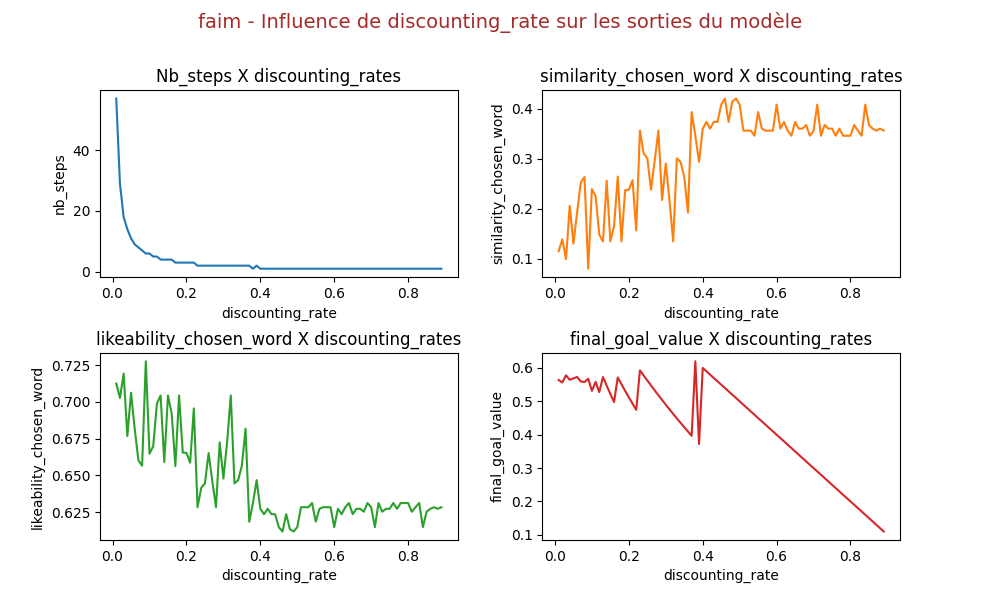 faim - Influence de discounting_rate sur les sorties du modèle
Nb_steps X discounting_rates
nb_steps
40
20
0
0.0 0.2 0.4 0.6 0.8
discounting_rate
similarity_chosen_word X discounting_rates
similarity_chosen_word
0.4
0.3
0.2
0.1
0.0 0.2 0.4 0.6 0.8
discounting_rate
likeability_chosen_word X discounting_rates
likeability_chosen_word
0.725
0.700
0.675
0.650
0.625
0.0 0.2 0.4 0.6 0.8
discounting_rate
final_goal_value X discounting_rates
final_goal_value
0.6
0.5
0.4
0.3
0.2
0.1
0.0 0.2 0.4 0.6 0.8
discounting_rate